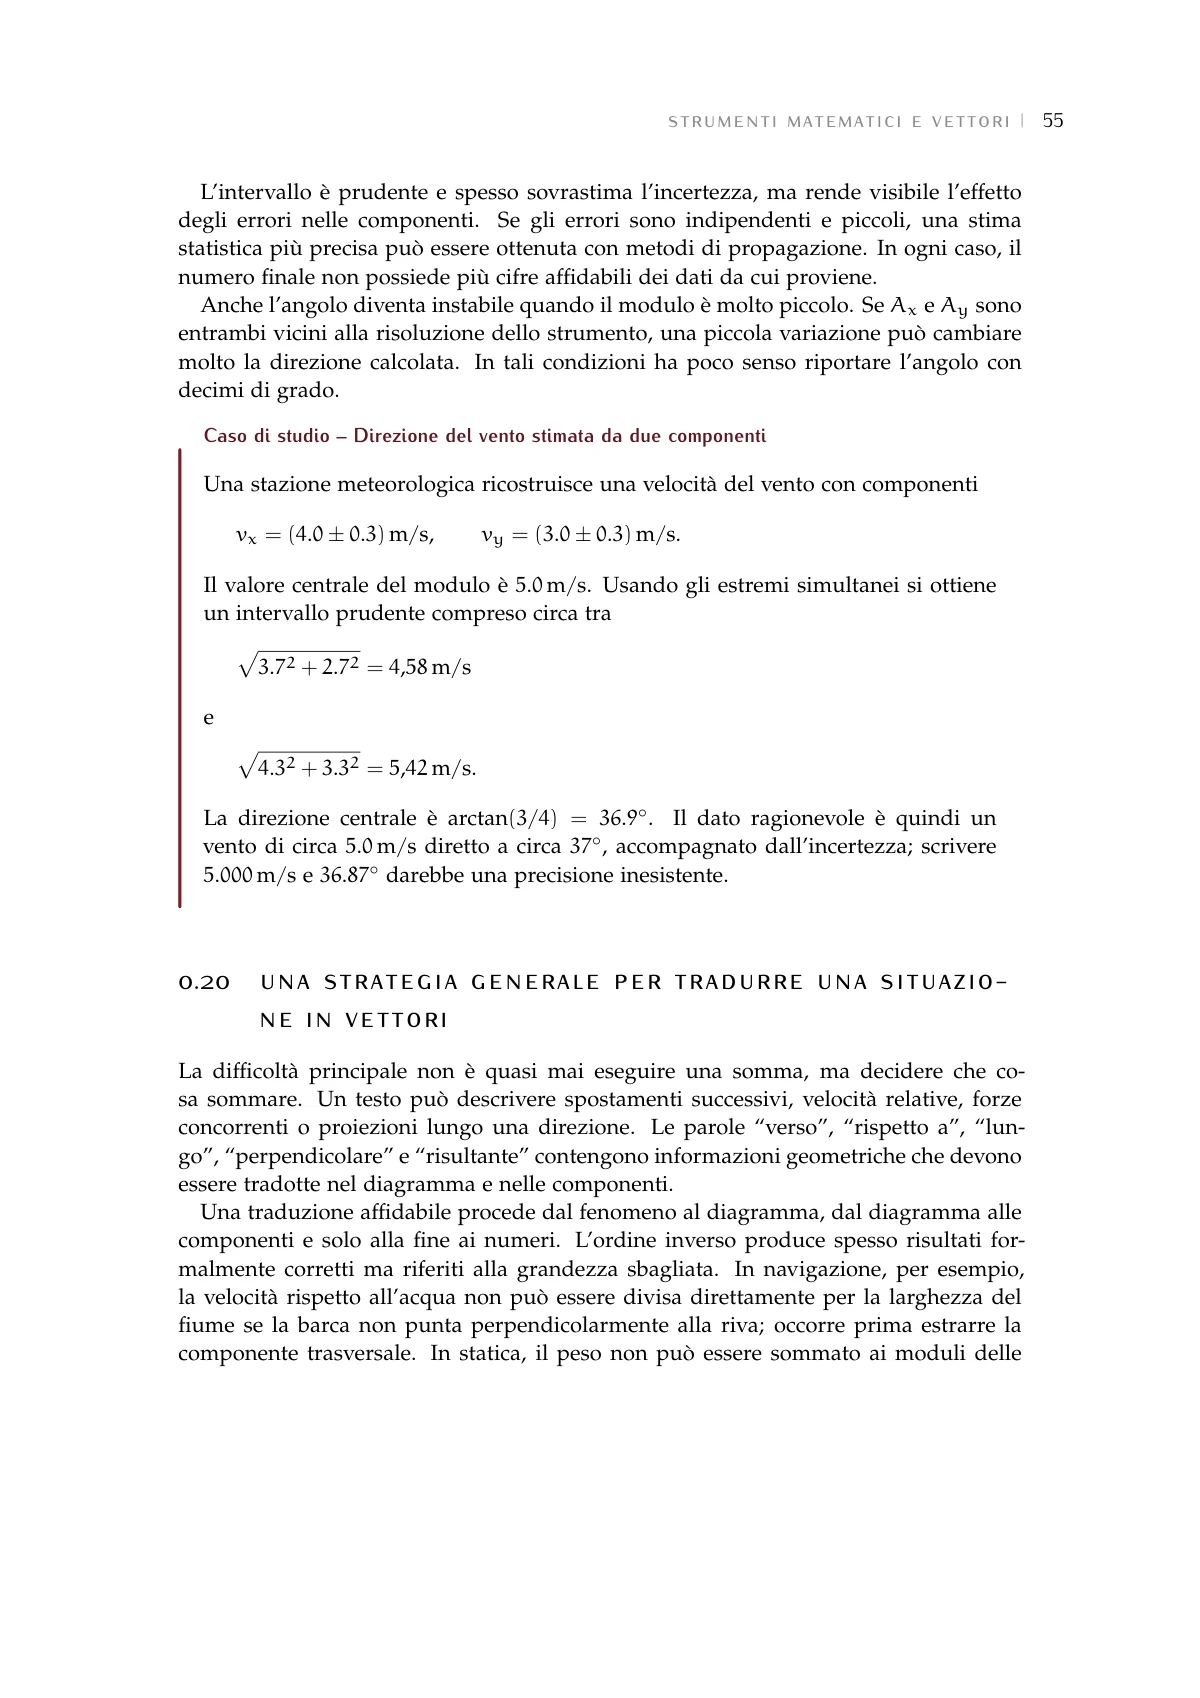 STRUMENTI MATEMATICI E VETTORI | 55
L’intervallo è prudente e spesso sovrastima l’incertezza, ma rende visibile l’effetto
degli errori nelle componenti. Se gli errori sono indipendenti e piccoli, una stima
statistica più precisa può essere ottenuta con metodi di propagazione. In ogni caso, il
numero finale non possiede più cifre affidabili dei dati da cui proviene.
Anche l’angolo diventa instabile quando il modulo è molto piccolo. Se Aₓ e A_y sono
entrambi vicini alla risoluzione dello strumento, una piccola variazione può cambiare
molto la direzione calcolata. In tali condizioni ha poco senso riportare l’angolo con
decimi di grado.
Caso di studio – Direzione del vento stimata da due componenti
Una stazione meteorologica ricostruisce una velocità del vento con componenti
vₓ = (4.0 ± 0.3) m/s, v_y = (3.0 ± 0.3) m/s.
Il valore centrale del modulo è 5.0 m/s. Usando gli estremi simultanei si ottiene
un intervallo prudente compreso circa tra
√(3.7² + 2.7²) = 4,58 m/s
e
√(4.3² + 3.3²) = 5,42 m/s.
La direzione centrale è arctan(3/4) = 36.9°. Il dato ragionevole è quindi un
vento di circa 5.0 m/s diretto a circa 37°, accompagnato dall’incertezza; scrivere
5.000 m/s e 36.87° darebbe una precisione inesistente.
0.20 UNA STRATEGIA GENERALE PER TRADURRE UNA SITUAZIO-
NE IN VETTORI
La difficoltà principale non è quasi mai eseguire una somma, ma decidere che co-
sa sommare. Un testo può descrivere spostamenti successivi, velocità relative, forze
concorrenti o proiezioni lungo una direzione. Le parole “verso”, “rispetto a”, “lun-
go”, “perpendicolare” e “risultante” contengono informazioni geometriche che devono
essere tradotte nel diagramma e nelle componenti.
Una traduzione affidabile procede dal fenomeno al diagramma, dal diagramma alle
componenti e solo alla fine ai numeri. L’ordine inverso produce spesso risultati for-
malmente corretti ma riferiti alla grandezza sbagliata. In navigazione, per esempio,
la velocità rispetto all’acqua non può essere divisa direttamente per la larghezza del
fiume se la barca non punta perpendicolarmente alla riva; occorre prima estrarre la
componente trasversale. In statica, il peso non può essere sommato ai moduli delle